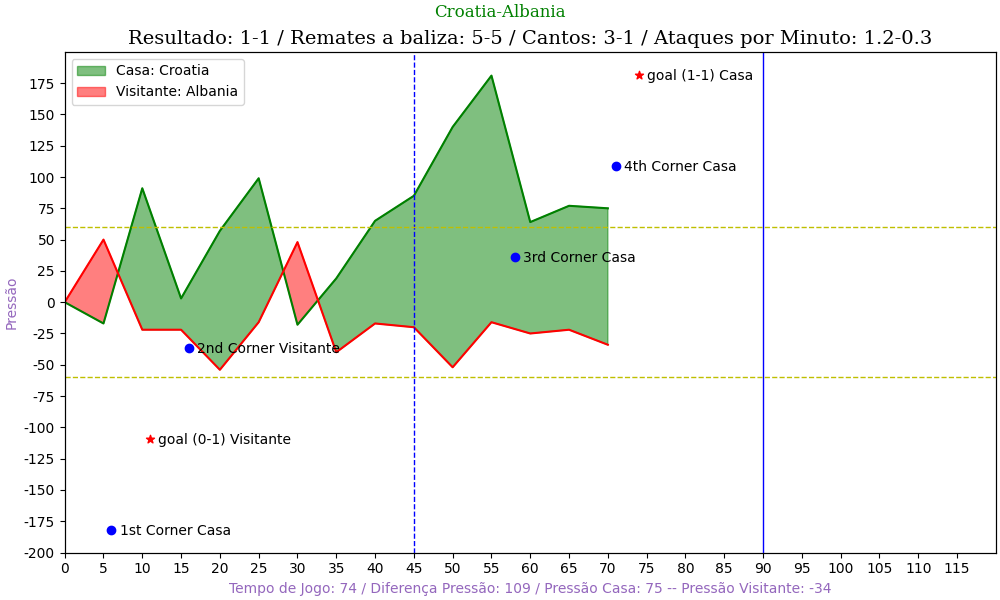 Croatia-Albania
Resultado: 1-1 / Remates a baliza: 5-5 / Cantos: 3-1 / Ataques por Minuto: 1.2-0.3
Casa: Croatia
Visitante: Albania
goal (1-1) Casa
4th Corner Casa
3rd Corner Casa
2nd Corner Visitante
goal (0-1) Visitante
1st Corner Casa
Pressão
175
150
125
100
75
50
25
0
-25
-50
-75
-100
-125
-150
-175
-200
0 5 10 15 20 25 30 35 40 45 50 55 60 65 70 75 80 85 90 95 100 105 110 115
Tempo de Jogo: 74 / Diferença Pressão: 109 / Pressão Casa: 75 -- Pressão Visitante: -34